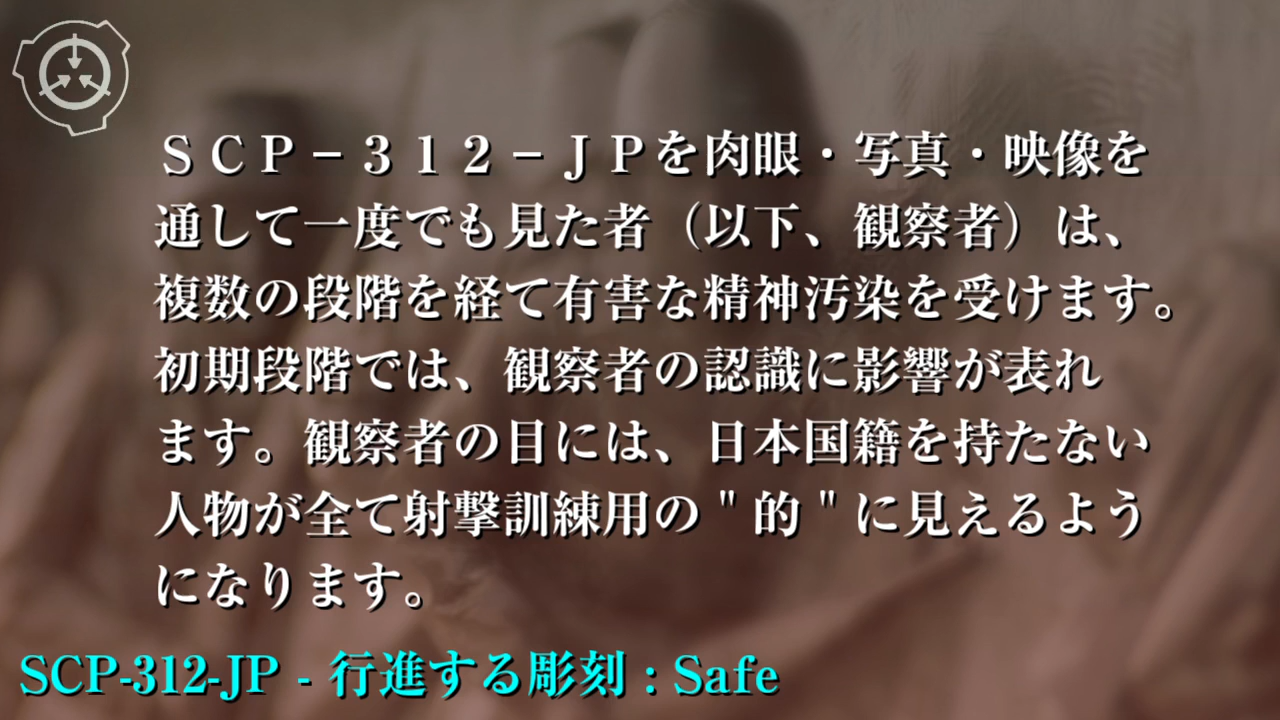 ＳＣＰ－３１２－ＪＰを肉眼・写真・映像を
通して一度でも見た者（以下、観察者）は、
複数の段階を経て有害な精神汚染を受けます。
初期段階では、観察者の認識に影響が表れ
ます。観察者の目には、日本国籍を持たない
人物が全て射撃訓練用の＂的＂に見えるよう
になります。
SCP-312-JP - 行進する彫刻 : Safe